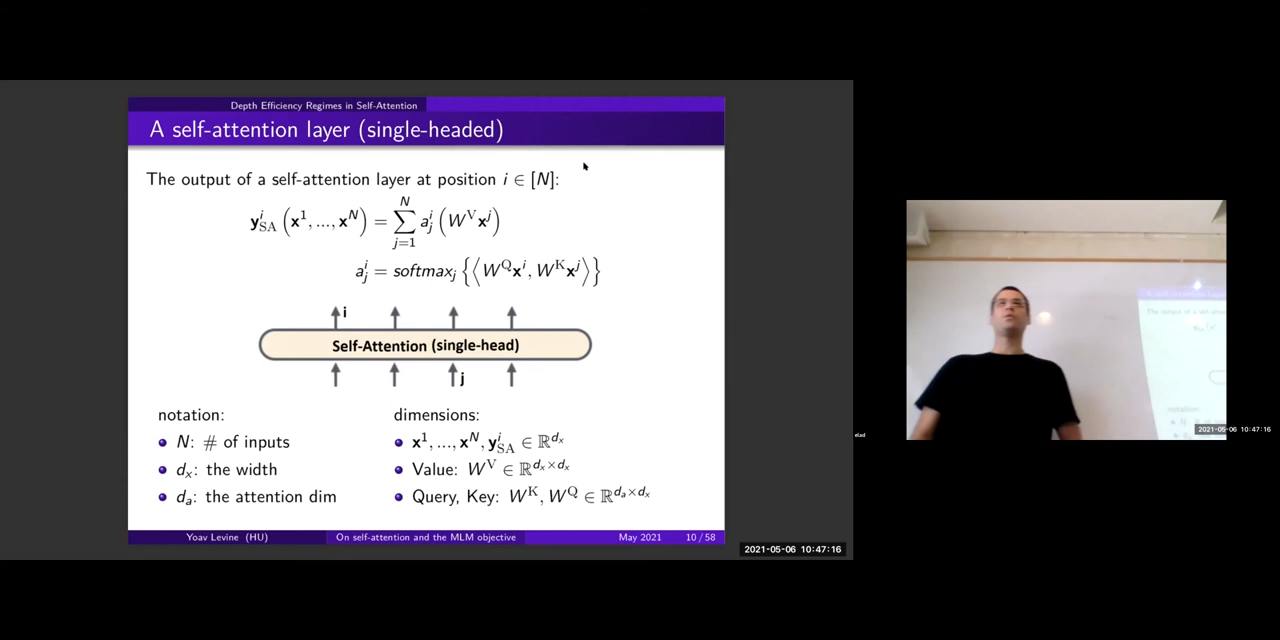 Depth Efficiency Regimes in Self-Attention
A self-attention layer (single-headed)
The output of a self-attention layer at position i ∈ [N]:
y^i_SA (x^1, ..., x^N) = ∑_{j=1}^{N} a^i_j (W^V x^j)
a^i_j = softmax_j {⟨W^Q x^i, W^K x^j⟩}
i
Self-Attention (single-head)
j
notation:
N: # of inputs
d_x: the width
d_a: the attention dim
dimensions:
x^1, ..., x^N, y^i_SA ∈ ℝ^{d_x}
Value: W^V ∈ ℝ^{d_x×d_x}
Query, Key: W^K, W^Q ∈ ℝ^{d_a×d_x}
Yoav Levine (HU) On self-attention and the MLM objective May 2021 10 / 58
2021-05-06 10:47:16
elad
2021-05-06 10:47:16